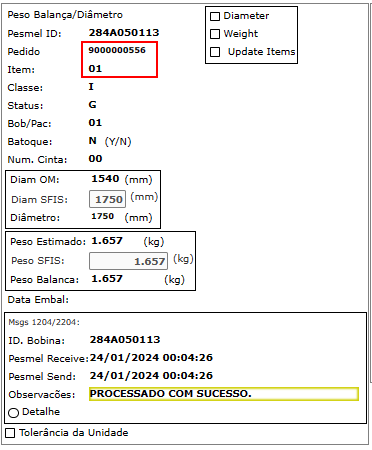 Peso Balança/Diâmetro
Pesmel ID: 284A050113
Pedido 9000000556
Item: 01
Classe: I
Status: G
Bob/Pac: 01
Batoque: N (Y/N)
Num. Cinta: 00
Diameter
Weight
Update Items
Diam OM: 1540 (mm)
Diam SFIS: 1750 (mm)
Diâmetro: 1750 (mm)
Peso Estimado: 1.657 (kg)
Peso SFIS: 1.657 (kg)
Peso Balanca: 1.657 (kg)
Data Embal:
Msgs 1204/2204:
ID. Bobina: 284A050113
Pesmel Receive: 24/01/2024 00:04:26
Pesmel Send: 24/01/2024 00:04:26
Observacões: PROCESSADO COM SUCESSO.
Detalhe
Tolerância da Unidade